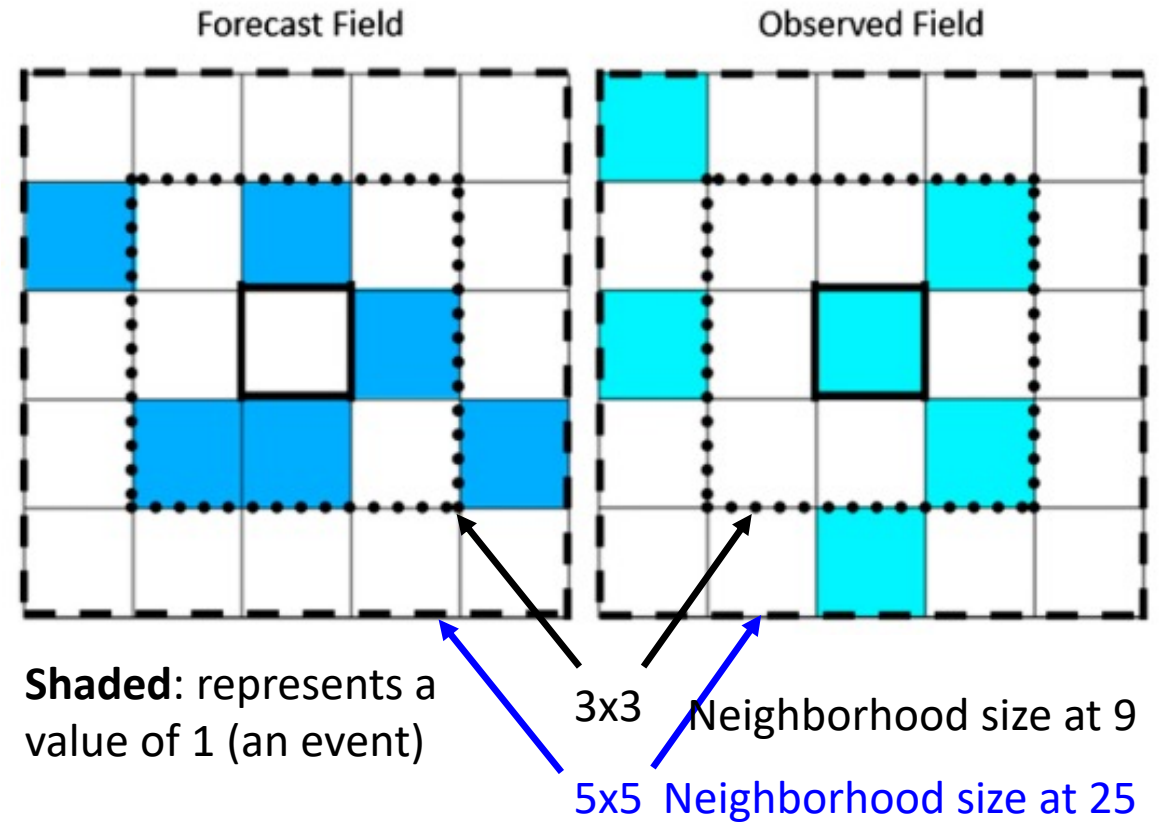 Forecast Field
Observed Field
Shaded: represents a
value of 1 (an event)
3x3
Neighborhood size at 9
5x5 Neighborhood size at 25